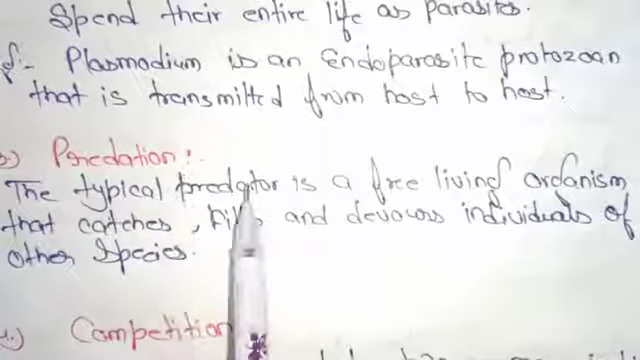 Spend their entire life as parasites.
Plasmodium is an Endoparasite protozoan
that is transmitted from host to host.
Predation:-
The typical predator is a free living organism
that catches, kills and devours individuals of
other species.
Competition